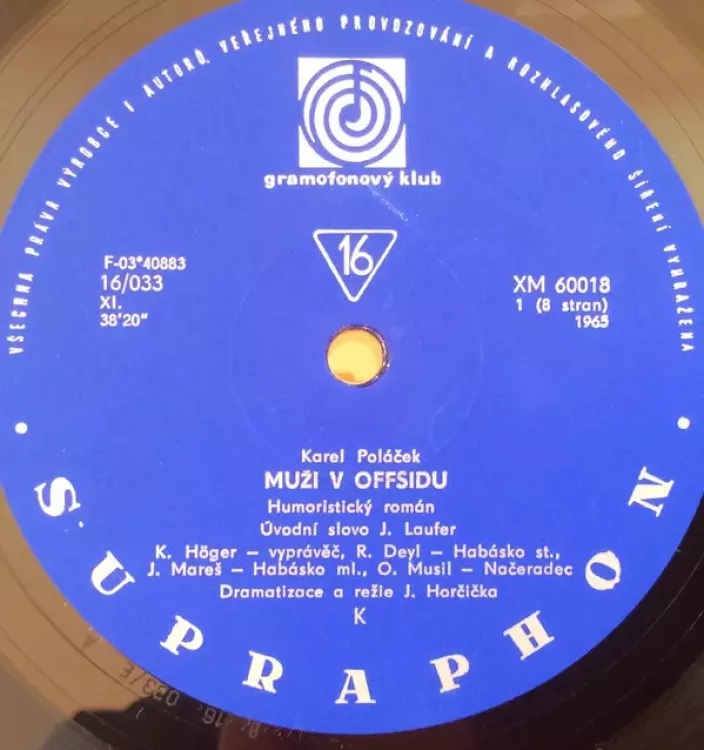 VŠECHNA PRÁVA VÝROBCE I AUTORŮ, VEŘEJNÉHO PROVOZOVÁNÍ A ROZHLASOVÉHO ŠÍŘENÍ VYHRAŽENA
gramofonový klub
16
F-03*40883
16/033
XI.
38'20"
XM 60018
1 (8 stran)
1965
Karel Poláček
MUŽI V OFFSIDU
Humoristický román
Úvodní slovo J. Laufer
K. Höger – vyprávěč, R. Deyl – Habásko st.,
J. Mareš – Habásko ml., O. Musil – Načeradec
Dramatizace a režie J. Horčička
K
SUPRAPHON